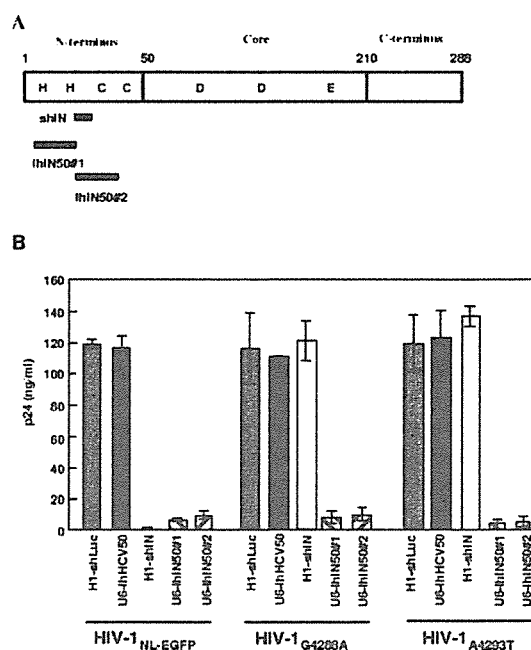 A
N-terminus Core C-terminus
1 50 210 288
H H C C D D E
shIN
lhIN50#1
lhIN50#2
B
160
140
120
100
80
60
40
20
0
p24 (ng/ml)
H1-shLuc U6-lhHCV50 H1-shIN U6-lhIN50#1 U6-lhIN50#2 H1-shLuc U6-lhHCV50 H1-shIN U6-lhIN50#1 U6-lhIN50#2 H1-shLuc U6-lhHCV50 H1-shIN U6-lhIN50#1 U6-lhIN50#2
HIV-1NL-EGFP HIV-1G4288A HIV-1A4293T